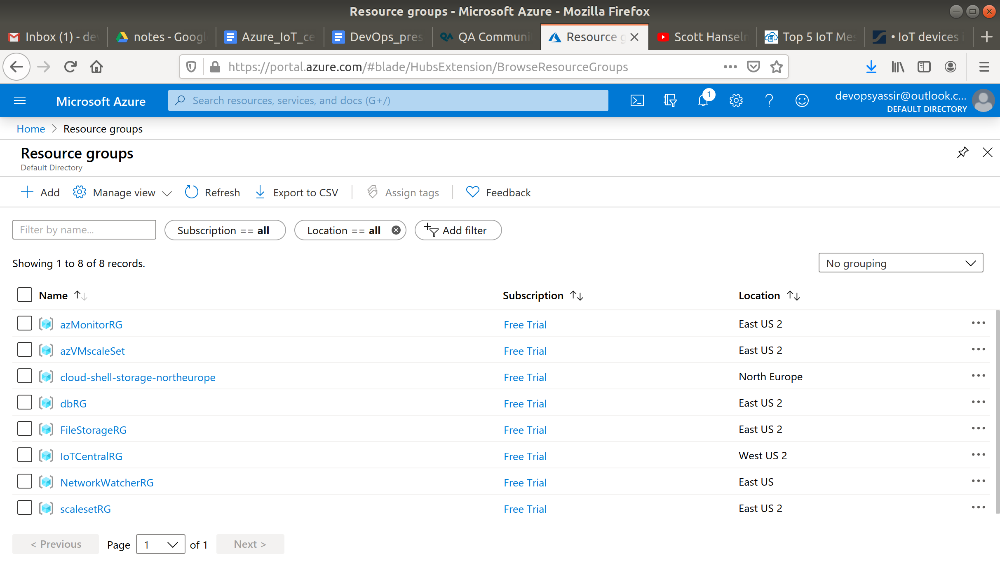 Resource groups - Microsoft Azure - Mozilla Firefox
Inbox (1) - dev
notes - Googl
Azure_IoT_ce
DevOps_pres
QA Communi
Resource g
Scott Hanseln
Top 5 IoT Mes
• IoT devices i
https://portal.azure.com/#blade/HubsExtension/BrowseResourceGroups
Microsoft Azure
Search resources, services, and docs (G+/)
1
devopsyassir@outlook.c...
DEFAULT DIRECTORY
Home > Resource groups
Resource groups
Default Directory
Add
Manage view
Refresh
Export to CSV
Assign tags
Feedback
Filter by name...
Subscription == all
Location == all
Add filter
Showing 1 to 8 of 8 records.
No grouping
Name Subscription Location
azMonitorRG Free Trial East US 2
azVMscaleSet Free Trial East US 2
cloud-shell-storage-northeurope Free Trial North Europe
dbRG Free Trial East US 2
FileStorageRG Free Trial East US 2
IoTCentralRG Free Trial West US 2
NetworkWatcherRG Free Trial East US
scalesetRG Free Trial East US 2
< Previous Page 1 of 1 Next >